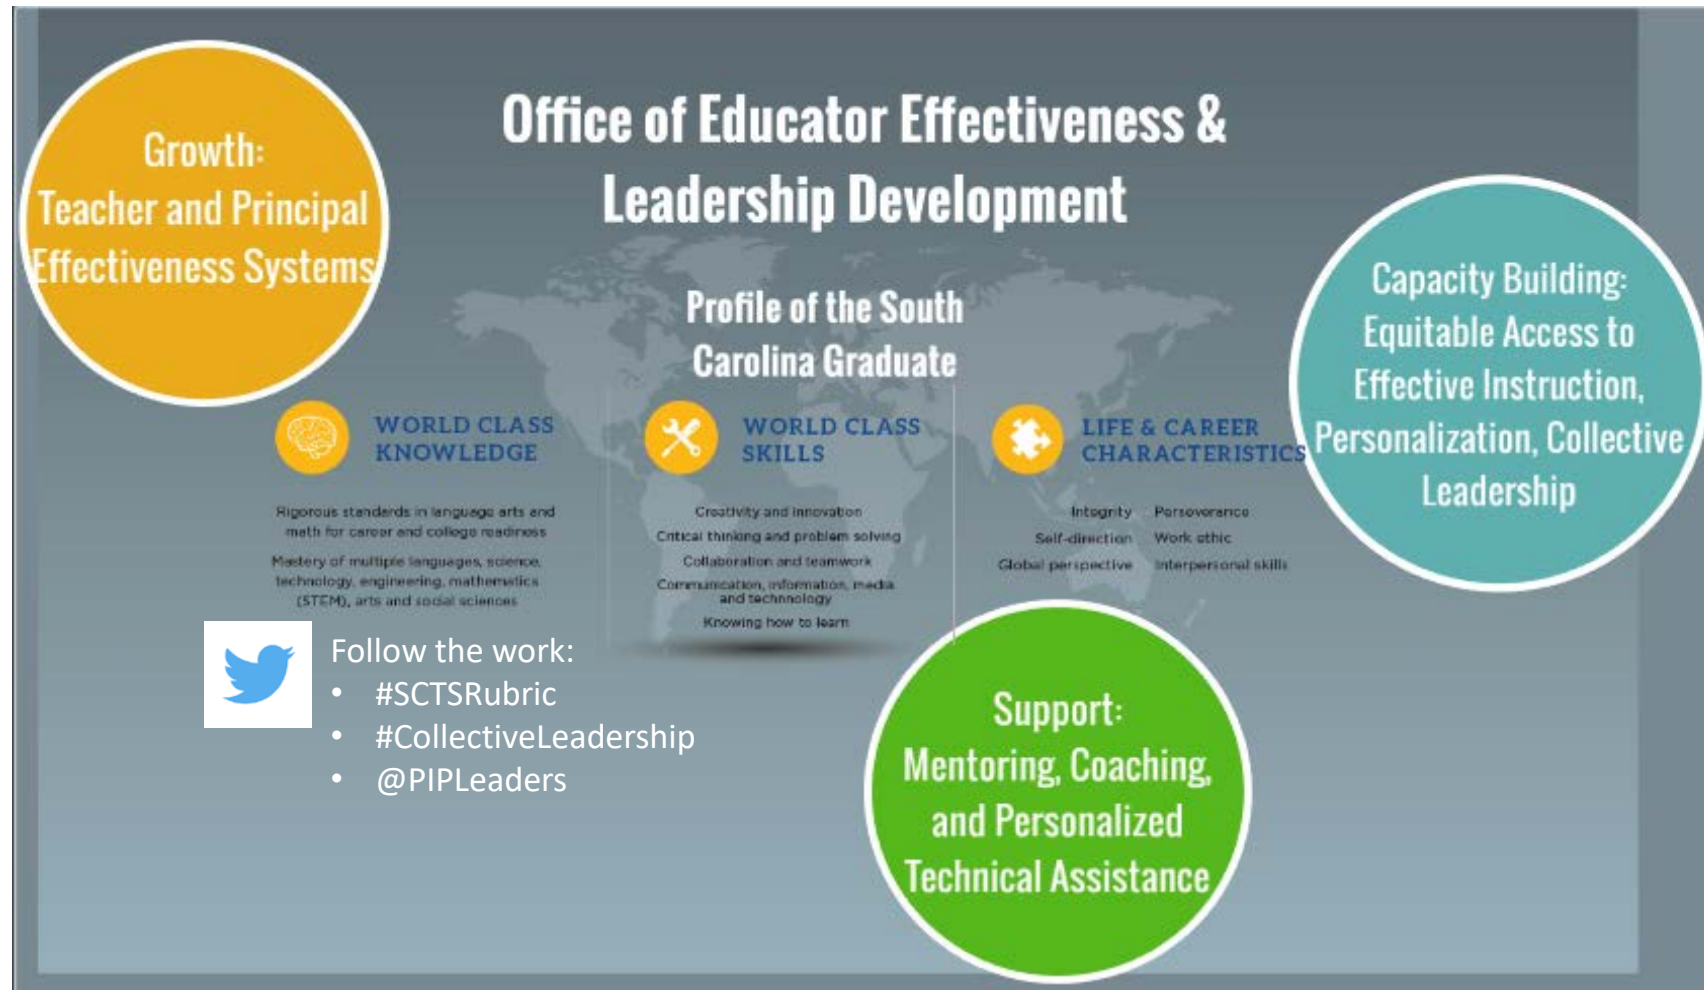 Office of Educator Effectiveness &
Leadership Development
Growth:
Teacher and Principal
Effectiveness Systems
Capacity Building:
Equitable Access to
Effective Instruction,
Personalization, Collective
Leadership
Profile of the South
Carolina Graduate
WORLD CLASS
KNOWLEDGE
Rigorous standards in language arts and
math for career and college readiness
Mastery of multiple languages, science,
technology, engineering, mathematics
(STEM), arts and social sciences
WORLD CLASS
SKILLS
Creativity and innovation
Critical thinking and problem solving
Collaboration and teamwork
Communication, information, media
and technnology
Knowing how to learn
LIFE & CAREER
CHARACTERISTICS
Integrity Perseverance
Self-direction Work ethic
Global perspective Interpersonal skills
Follow the work:
• #SCTSRubric
• #CollectiveLeadership
• @PIPLeaders
Support:
Mentoring, Coaching,
and Personalized
Technical Assistance